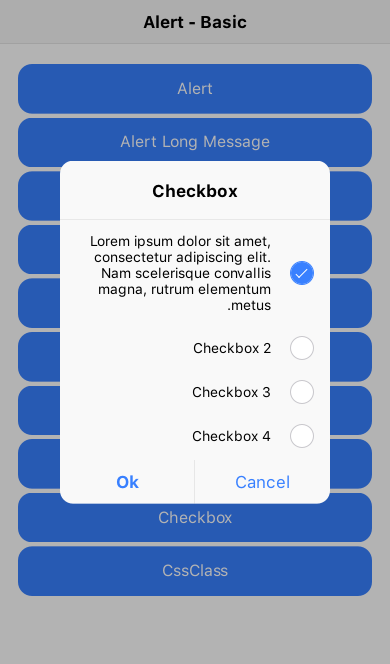 Alert - Basic
Alert
Alert Long Message
Checkbox
Lorem ipsum dolor sit amet,
consectetur adipiscing elit.
Nam scelerisque convallis
magna, rutrum elementum
.metus
Checkbox 2
Checkbox 3
Checkbox 4
Ok
Cancel
Checkbox
CssClass